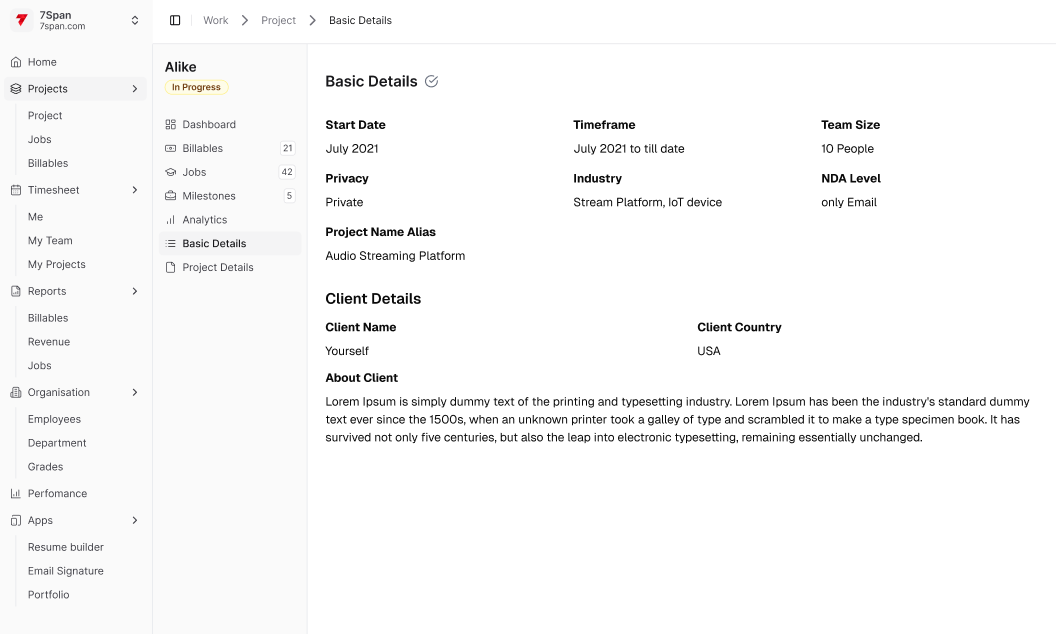 7Span
7span.com
Home
Projects
Project
Jobs
Billables
Timesheet
Me
My Team
My Projects
Reports
Billables
Revenue
Jobs
Organisation
Employees
Department
Grades
Perfomance
Apps
Resume builder
Email Signature
Portfolio
Work
Project
Basic Details
Alike
In Progress
Dashboard
Billables 21
Jobs 42
Milestones 5
Analytics
Basic Details
Project Details
Basic Details
Start Date
July 2021
Timeframe
July 2021 to till date
Team Size
10 People
Privacy
Private
Industry
Stream Platform, IoT device
NDA Level
only Email
Project Name Alias
Audio Streaming Platform
Client Details
Client Name
Yourself
Client Country
USA
About Client
Lorem Ipsum is simply dummy text of the printing and typesetting industry. Lorem Ipsum has been the industry's standard dummy
text ever since the 1500s, when an unknown printer took a galley of type and scrambled it to make a type specimen book. It has
survived not only five centuries, but also the leap into electronic typesetting, remaining essentially unchanged.